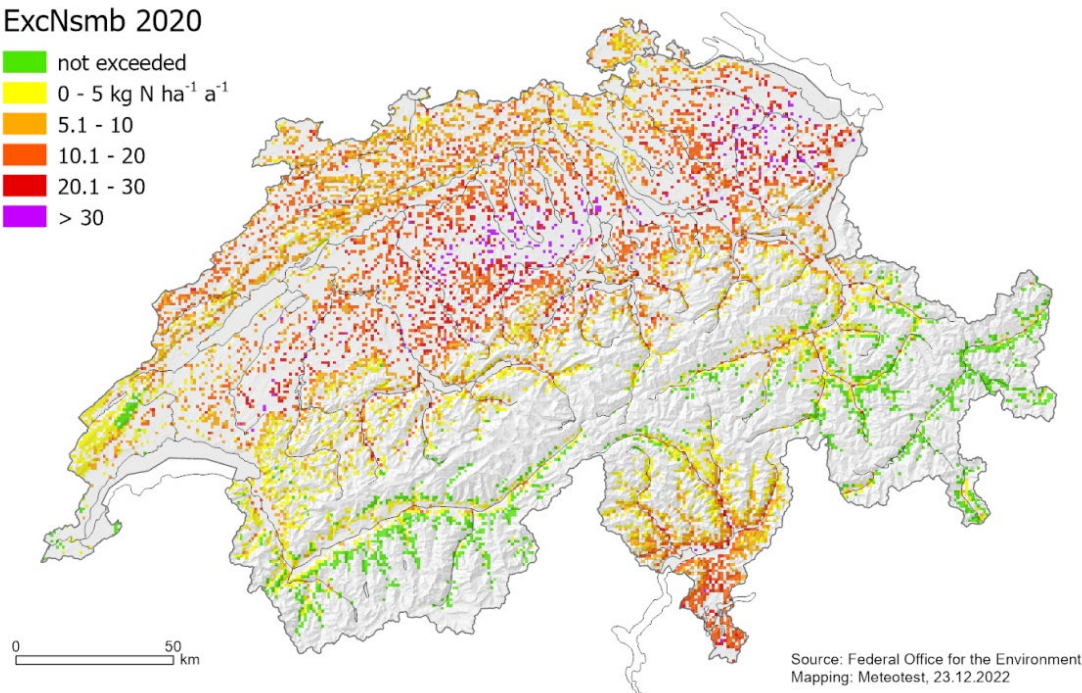 ExcNsmb 2020
not exceeded
0 - 5 kg N ha⁻¹ a⁻¹
5.1 - 10
10.1 - 20
20.1 - 30
> 30
0 50
km
Source: Federal Office for the Environment
Mapping: Meteotest, 23.12.2022